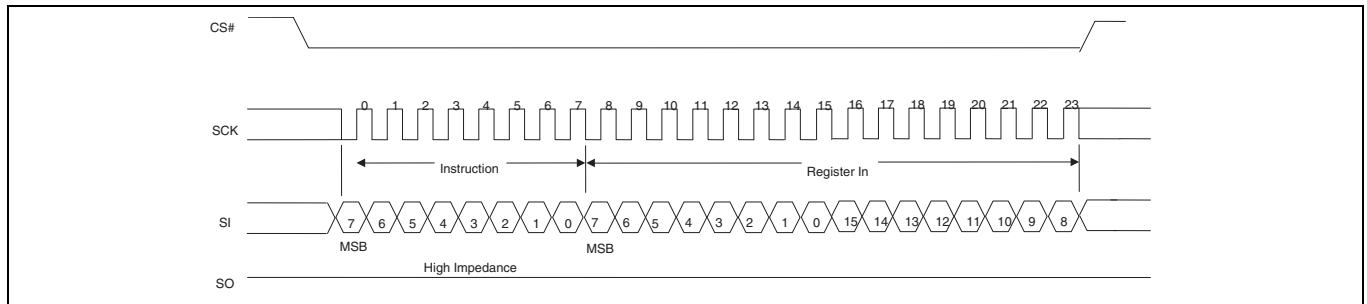 CS#
0 1 2 3 4 5 6 7 8 9 10 11 12 13 14 15 16 17 18 19 20 21 22 23
SCK
Instruction Register In
SI 7 6 5 4 3 2 1 0 7 6 5 4 3 2 1 0 15 14 13 12 11 10 9 8
MSB MSB
High Impedance
SO